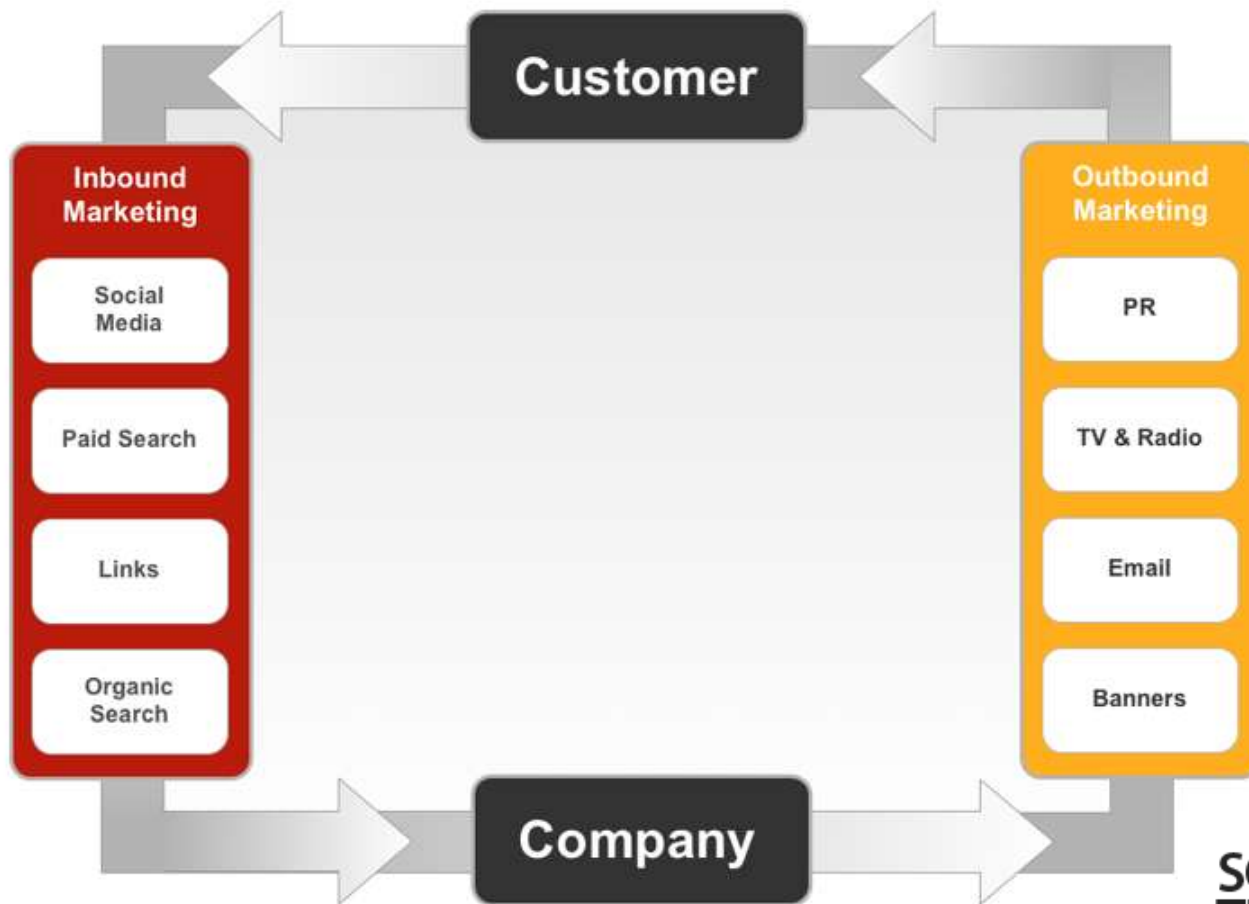 Customer
Inbound
Marketing
Social
Media
Paid Search
Links
Organic
Search
Outbound
Marketing
PR
TV & Radio
Email
Banners
Company